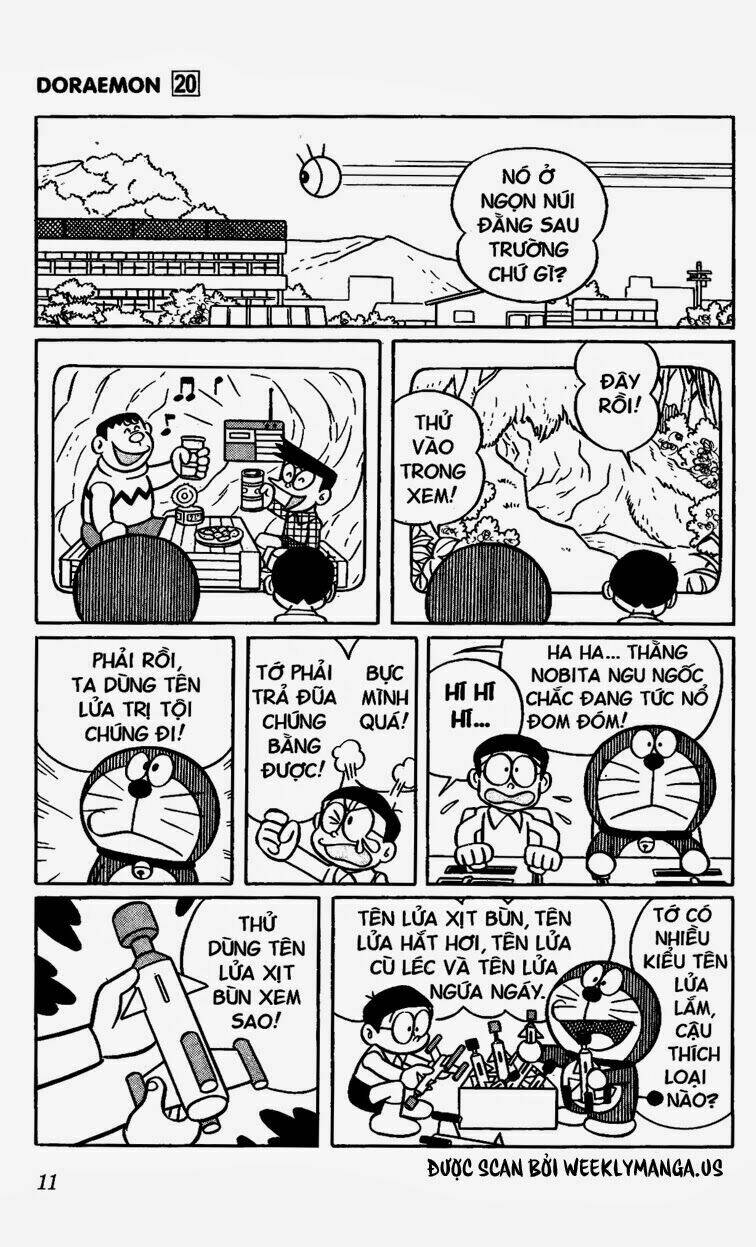 DORAEMON 20
NÓ Ở
NGỌN NÚI
ĐẰNG SAU
TRƯỜNG
CHỨ GÌ?
ĐÂY
RỒI!
THỬ
VÀO
TRONG
XEM!
HA HA... THẰNG
NOBITA NGU NGỐC
CHẮC ĐANG TỨC NỔ
ĐOM ĐÓM!
HÍ HÍ
HÍ...
BỰC
MÌNH
QUÁ!
TỚ PHẢI
TRẢ ĐŨA
CHÚNG
BẰNG
ĐƯỢC!
PHẢI RỒI,
TA DÙNG TÊN
LỬA TRỊ TỘI
CHÚNG ĐI!
TỚ CÓ
NHIỀU
KIỂU TÊN
LỬA
LẮM,
CẬU
THÍCH
LOẠI
NÀO?
TÊN LỬA XỊT BÙN, TÊN
LỬA HẮT HƠI, TÊN LỬA
CÙ LÉC VÀ TÊN LỬA
NGỨA NGÁY.
THỬ
DÙNG TÊN
LỬA XỊT
BÙN XEM
SAO!
11
ĐƯỢC SCAN BỞI WEEKLYMANGA.US